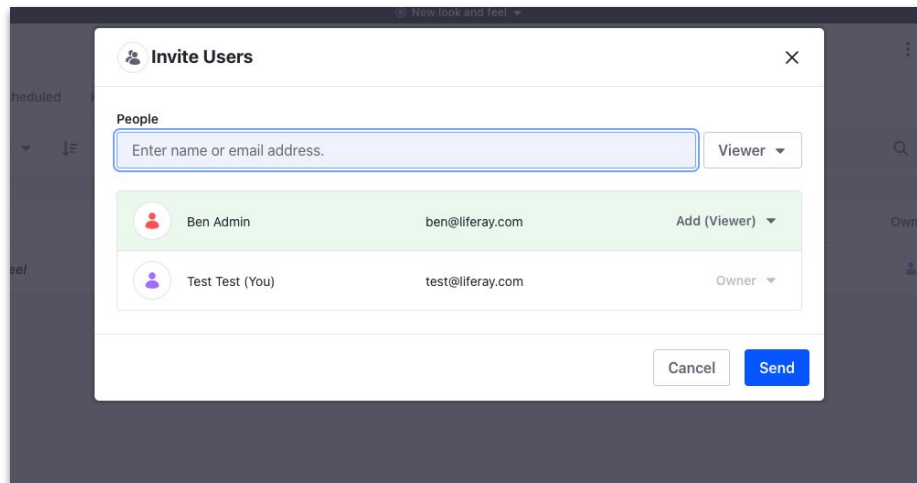 New look and feel
Invite Users
heduled
People
Enter name or email address.
Viewer
Ben Admin ben@liferay.com Add (Viewer)
Own
eel
Test Test (You) test@liferay.com Owner
Cancel Send